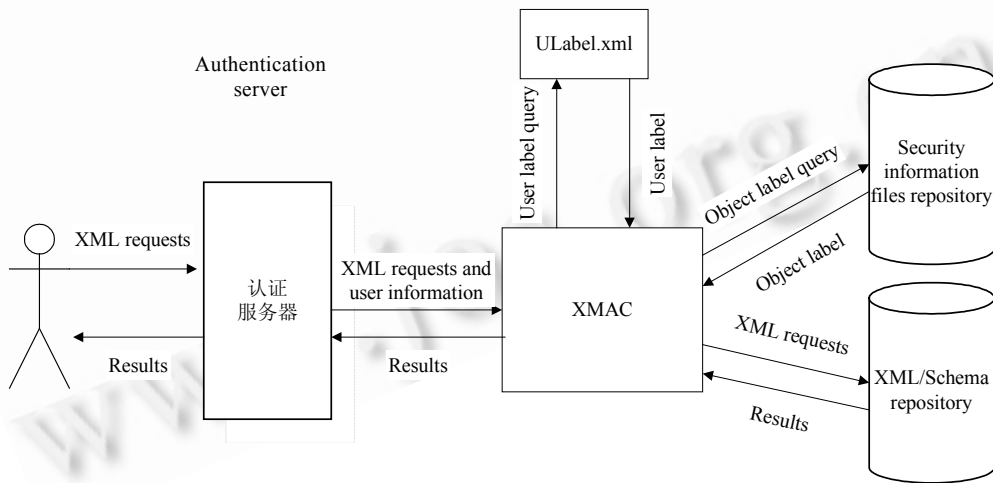 ULabel.xml
Authentication
server
User label query
User label
Security
information
files repository
Object label query
Object label
XML requests
认证
服务器
XML requests and
user information
XMAC
XML requests
Results
Results
Results
XML/Schema
repository